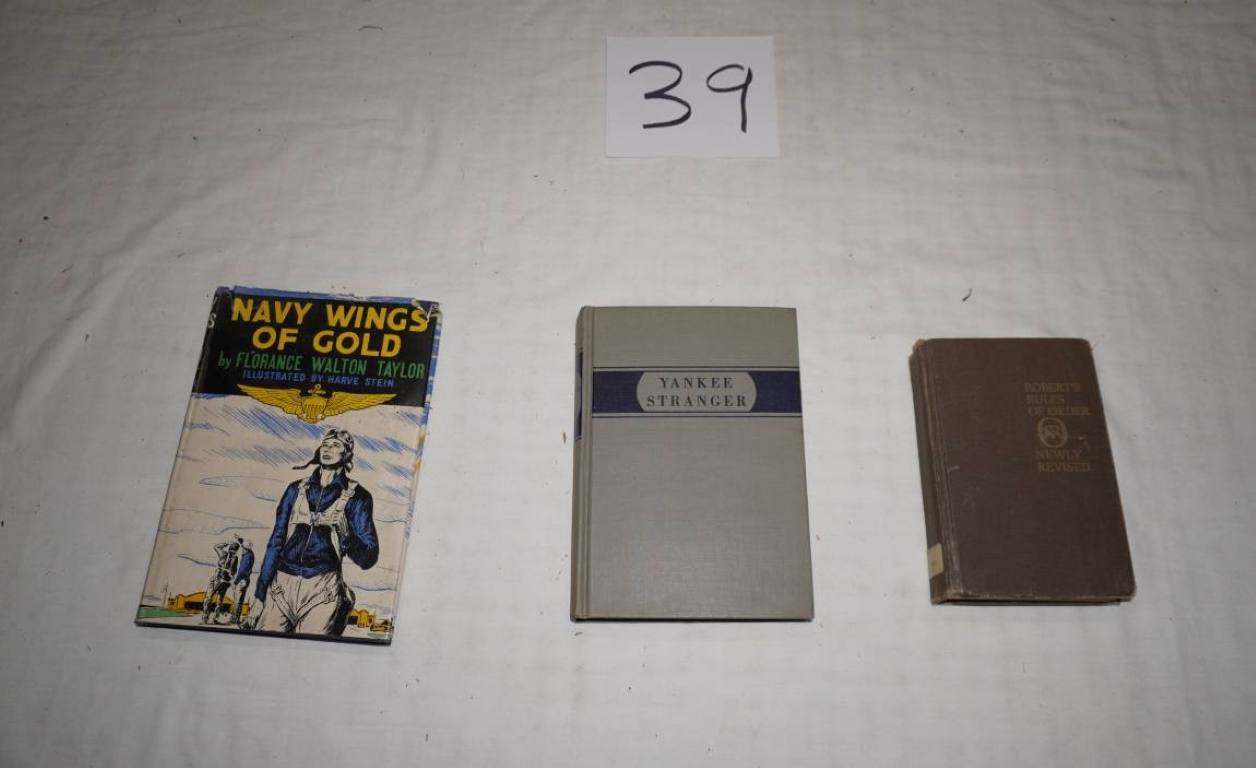 39
NAVY WINGS
OF GOLD
by FLORANCE WALTON TAYLOR
ILLUSTRATED BY HARVE STEIN
YANKEE
STRANGER
ROBERT'S
RULES
OF ORDER
NEWLY
REVISED